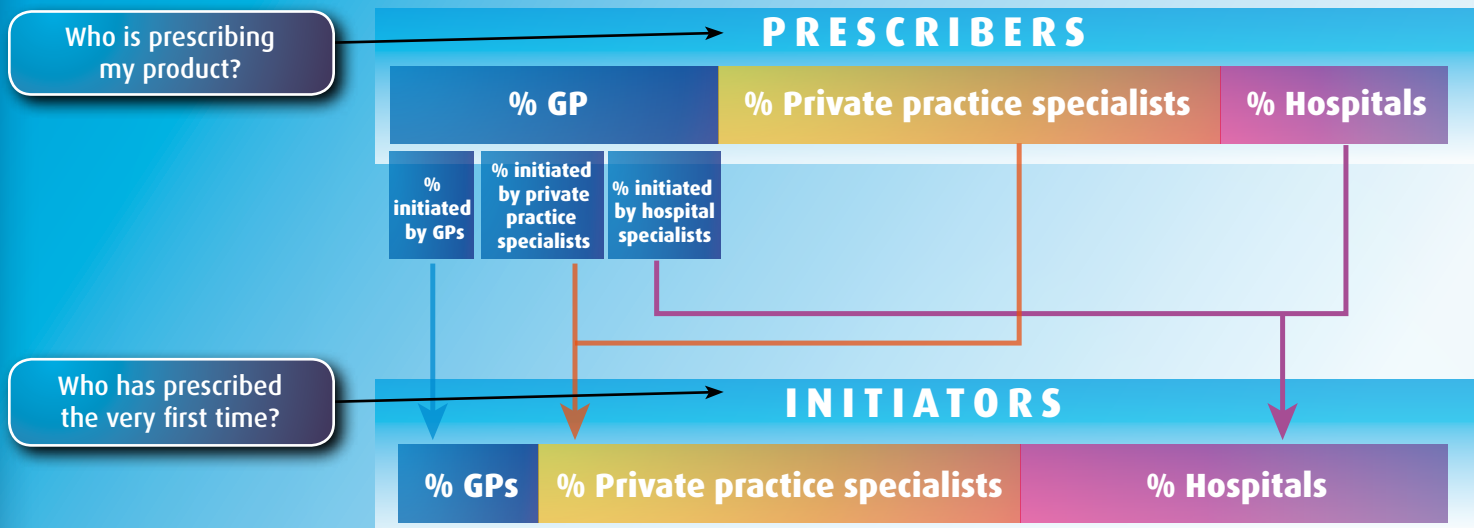 Who is prescribing
my product?
PRESCRIBERS
% GP
% Private practice specialists
% Hospitals
%
initiated
by GPs
% initiated
by private
practice
specialists
% initiated
by hospital
specialists
Who has prescribed
the very first time?
INITIATORS
% GPs
% Private practice specialists
% Hospitals